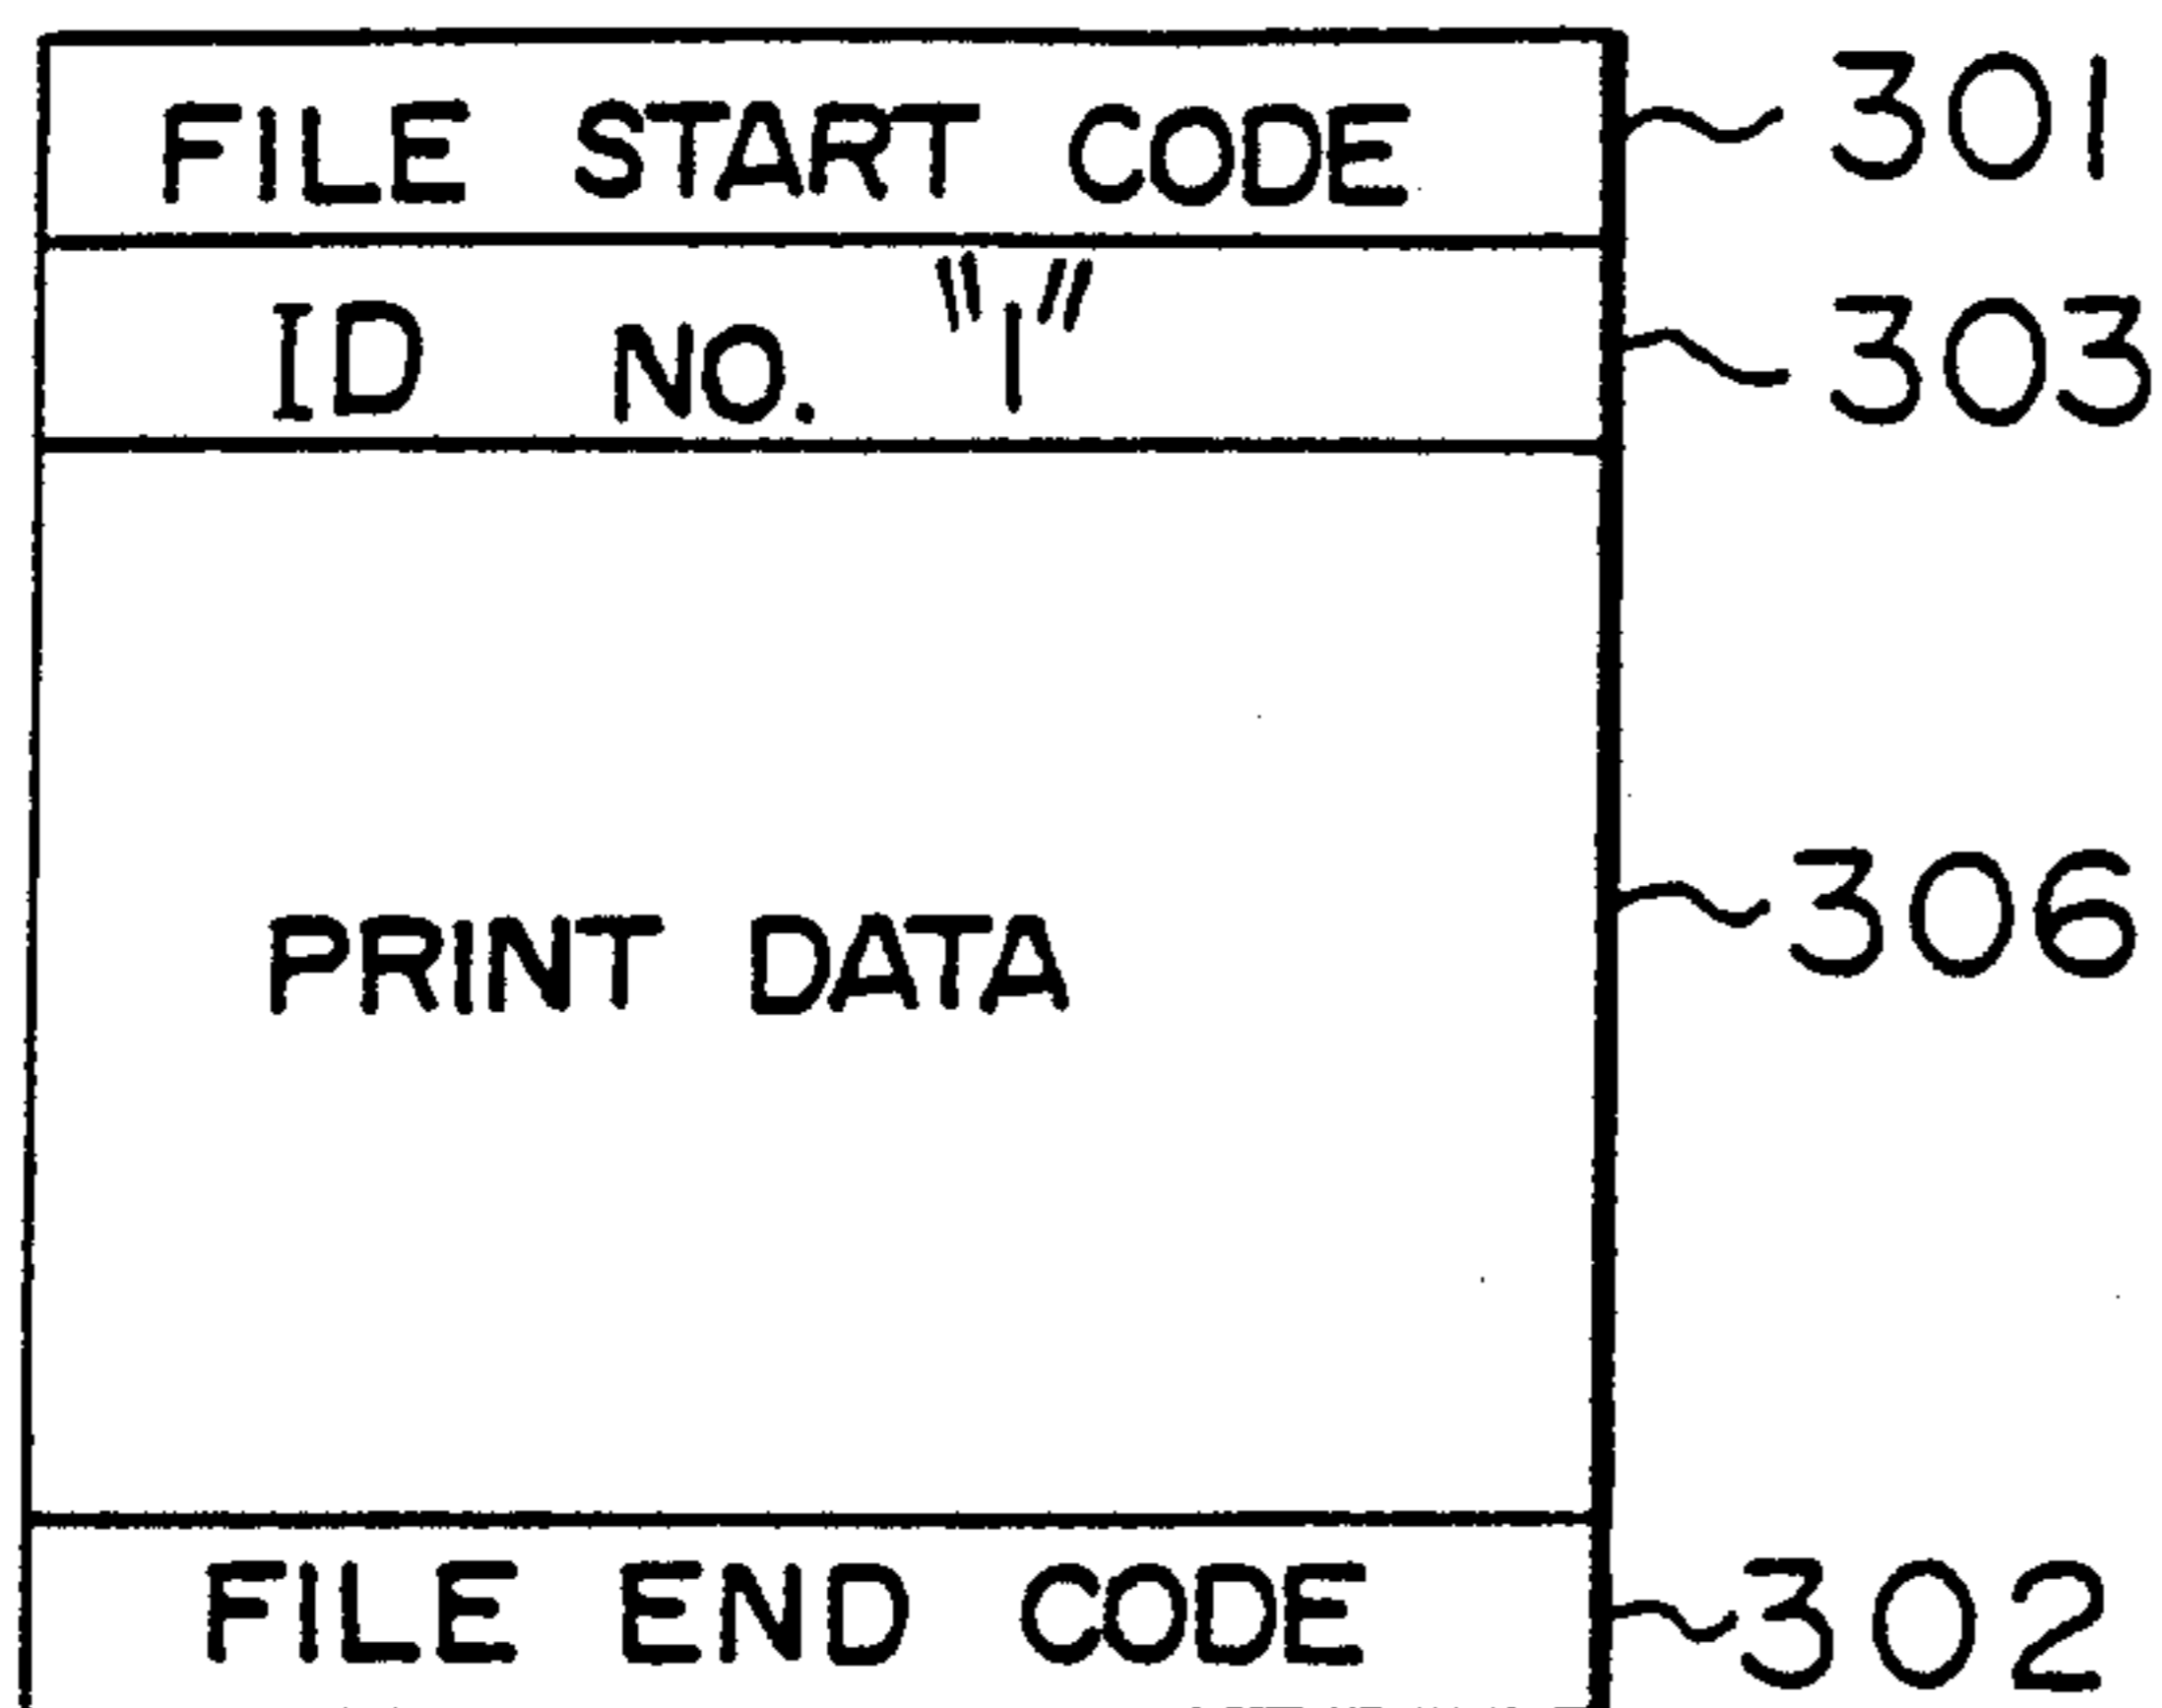 FILE START CODE 301
ID NO. "1" 303
PRINT DATA 306
FILE END CODE 302